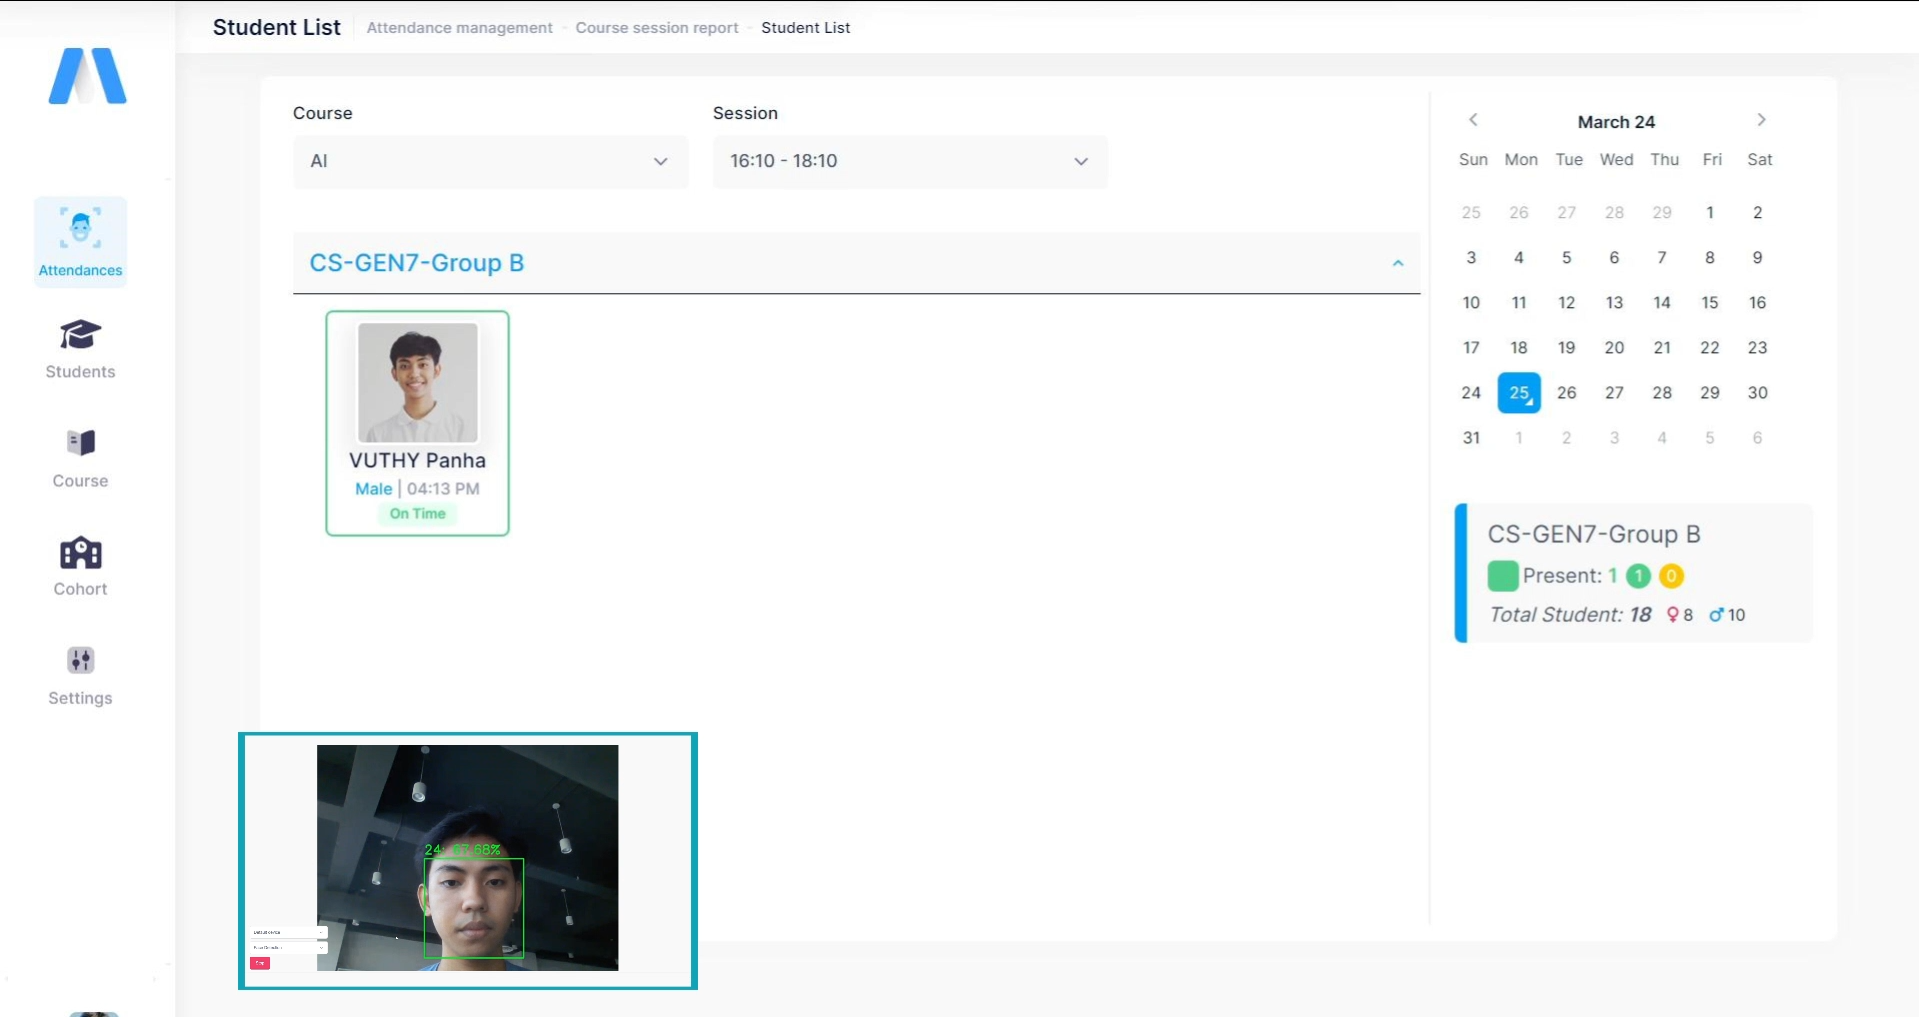 Student List Attendance management - Course session report - Student List
Attendances
Students
Course
Cohort
Settings
Course
AI
Session
16:10 - 18:10
CS-GEN7-Group B
VUTHY Panha
Male | 04:13 PM
On Time
March 24
Sun Mon Tue Wed Thu Fri Sat
25 26 27 28 29 1 2
3 4 5 6 7 8 9
10 11 12 13 14 15 16
17 18 19 20 21 22 23
24 25 26 27 28 29 30
31 1 2 3 4 5 6
CS-GEN7-Group B
Present: 1 1 0
Total Student: 18 ♀ 8 ♂ 10